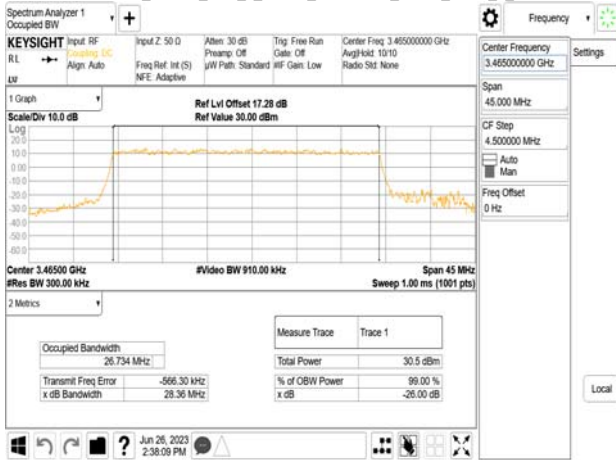 Spectrum Analyzer 1
Occupied BW
KEYSIGHT
RL
Input: RF
Coupling: DC
Align: Auto
Input Z: 50 Ω
Freq Ref: Int (S)
NFE: Adaptive
Atten: 30 dB
Preamp: Off
µW Path: Standard
Trig: Free Run
Gate: Off
#IF Gain: Low
Center Freq: 3.465000000 GHz
Avg|Hold: 10/10
Radio Std: None
1 Graph
Scale/Div 10.0 dB
Ref Lvl Offset 17.28 dB
Ref Value 30.00 dBm
Log
20.0
10.0
0.00
-10.0
-20.0
-30.0
-40.0
-50.0
-60.0
Center 3.46500 GHz
#Video BW 910.00 kHz
Span 45 MHz
#Res BW 300.00 kHz
Sweep 1.00 ms (1001 pts)
2 Metrics
Measure Trace Trace 1
Occupied Bandwidth
26.734 MHz
Total Power 30.5 dBm
Transmit Freq Error -566.30 kHz
% of OBW Power 99.00 %
x dB Bandwidth 28.36 MHz
x dB -26.00 dB
Jun 26, 2023
2:38:09 PM
Frequency
Center Frequency
3.465000000 GHz
Settings
Span
45.000 MHz
CF Step
4.500000 MHz
Auto
Man
Freq Offset
0 Hz
Local